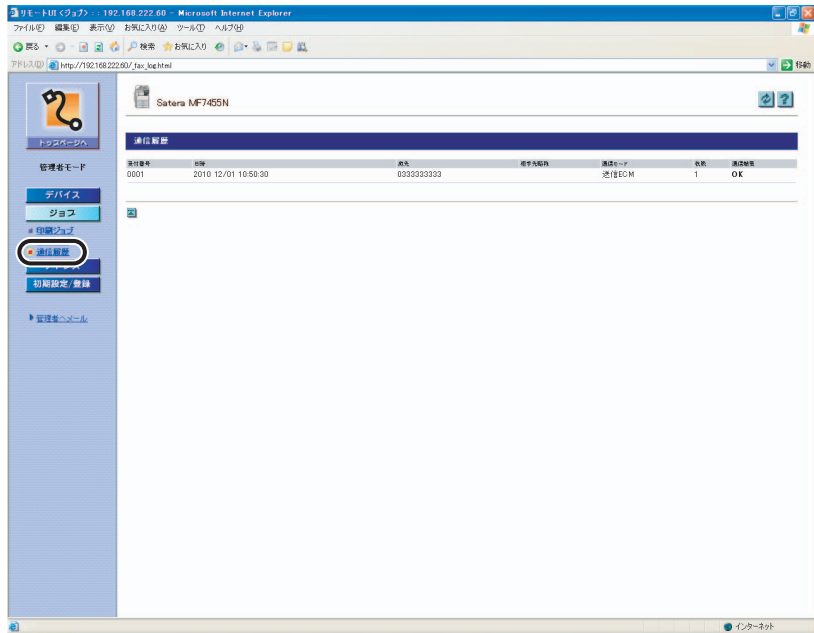 リモートUI <ジョブ> : : 192.168.222.60 - Microsoft Internet Explorer
ファイル(F) 編集(E) 表示(V) お気に入り(A) ツール(T) ヘルプ(H)
戻る 検索 お気に入り
アドレス(D) http://192.168.222.60/_fax_log.html 移動
Satera MF7455N
トップページへ
通信履歴
管理者モード
受付番号 日時 宛先 相手先略称 通信モード 枚数 通信結果
0001 2010 12/01 10:50:30 0333333333 送信ECM 1 OK
デバイス
ジョブ
印刷ジョブ
通信履歴
初期設定/登録
管理者へメール
インターネット